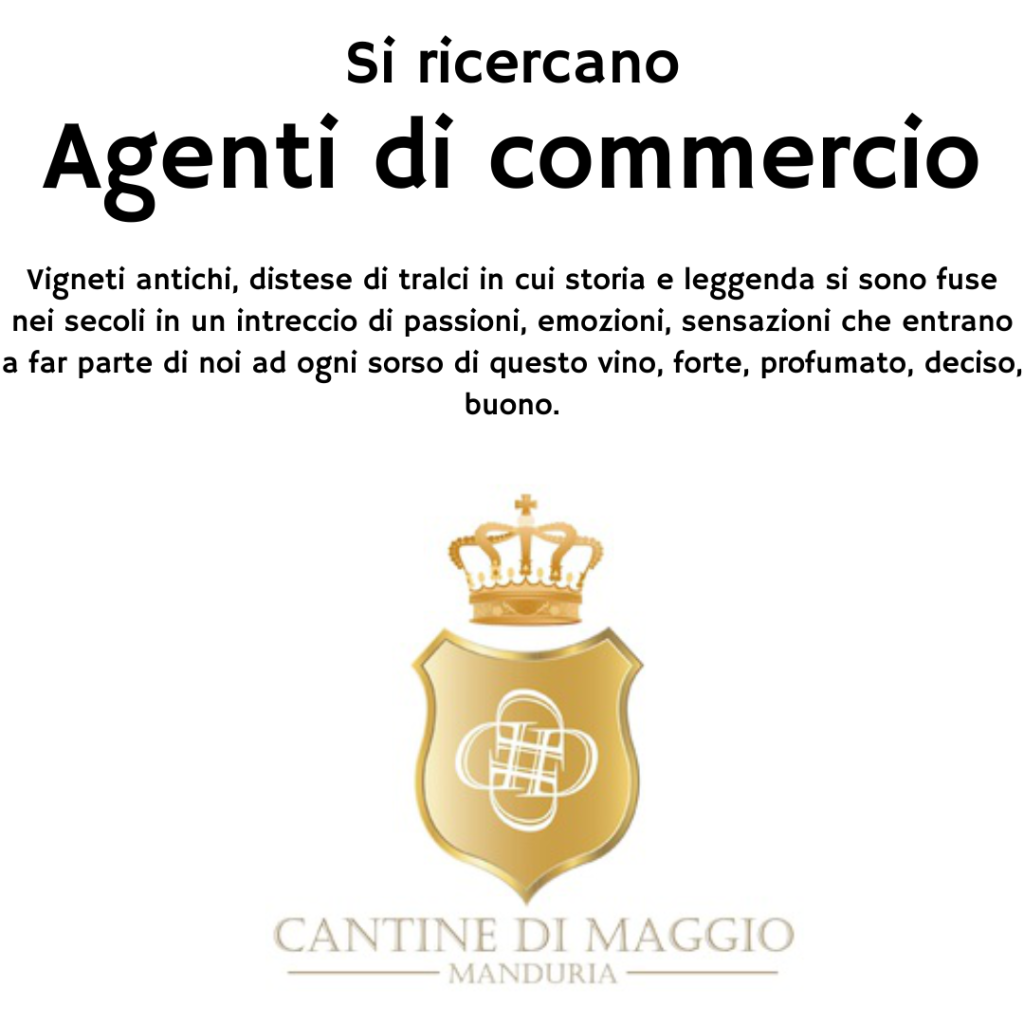 Si ricercano
Agenti di commercio
Vigneti antichi, distese di tralci in cui storia e leggenda si sono fuse
nei secoli in un intreccio di passioni, emozioni, sensazioni che entrano
a far parte di noi ad ogni sorso di questo vino, forte, profumato, deciso,
buono.
CANTINE DI MAGGIO
MANDURIA